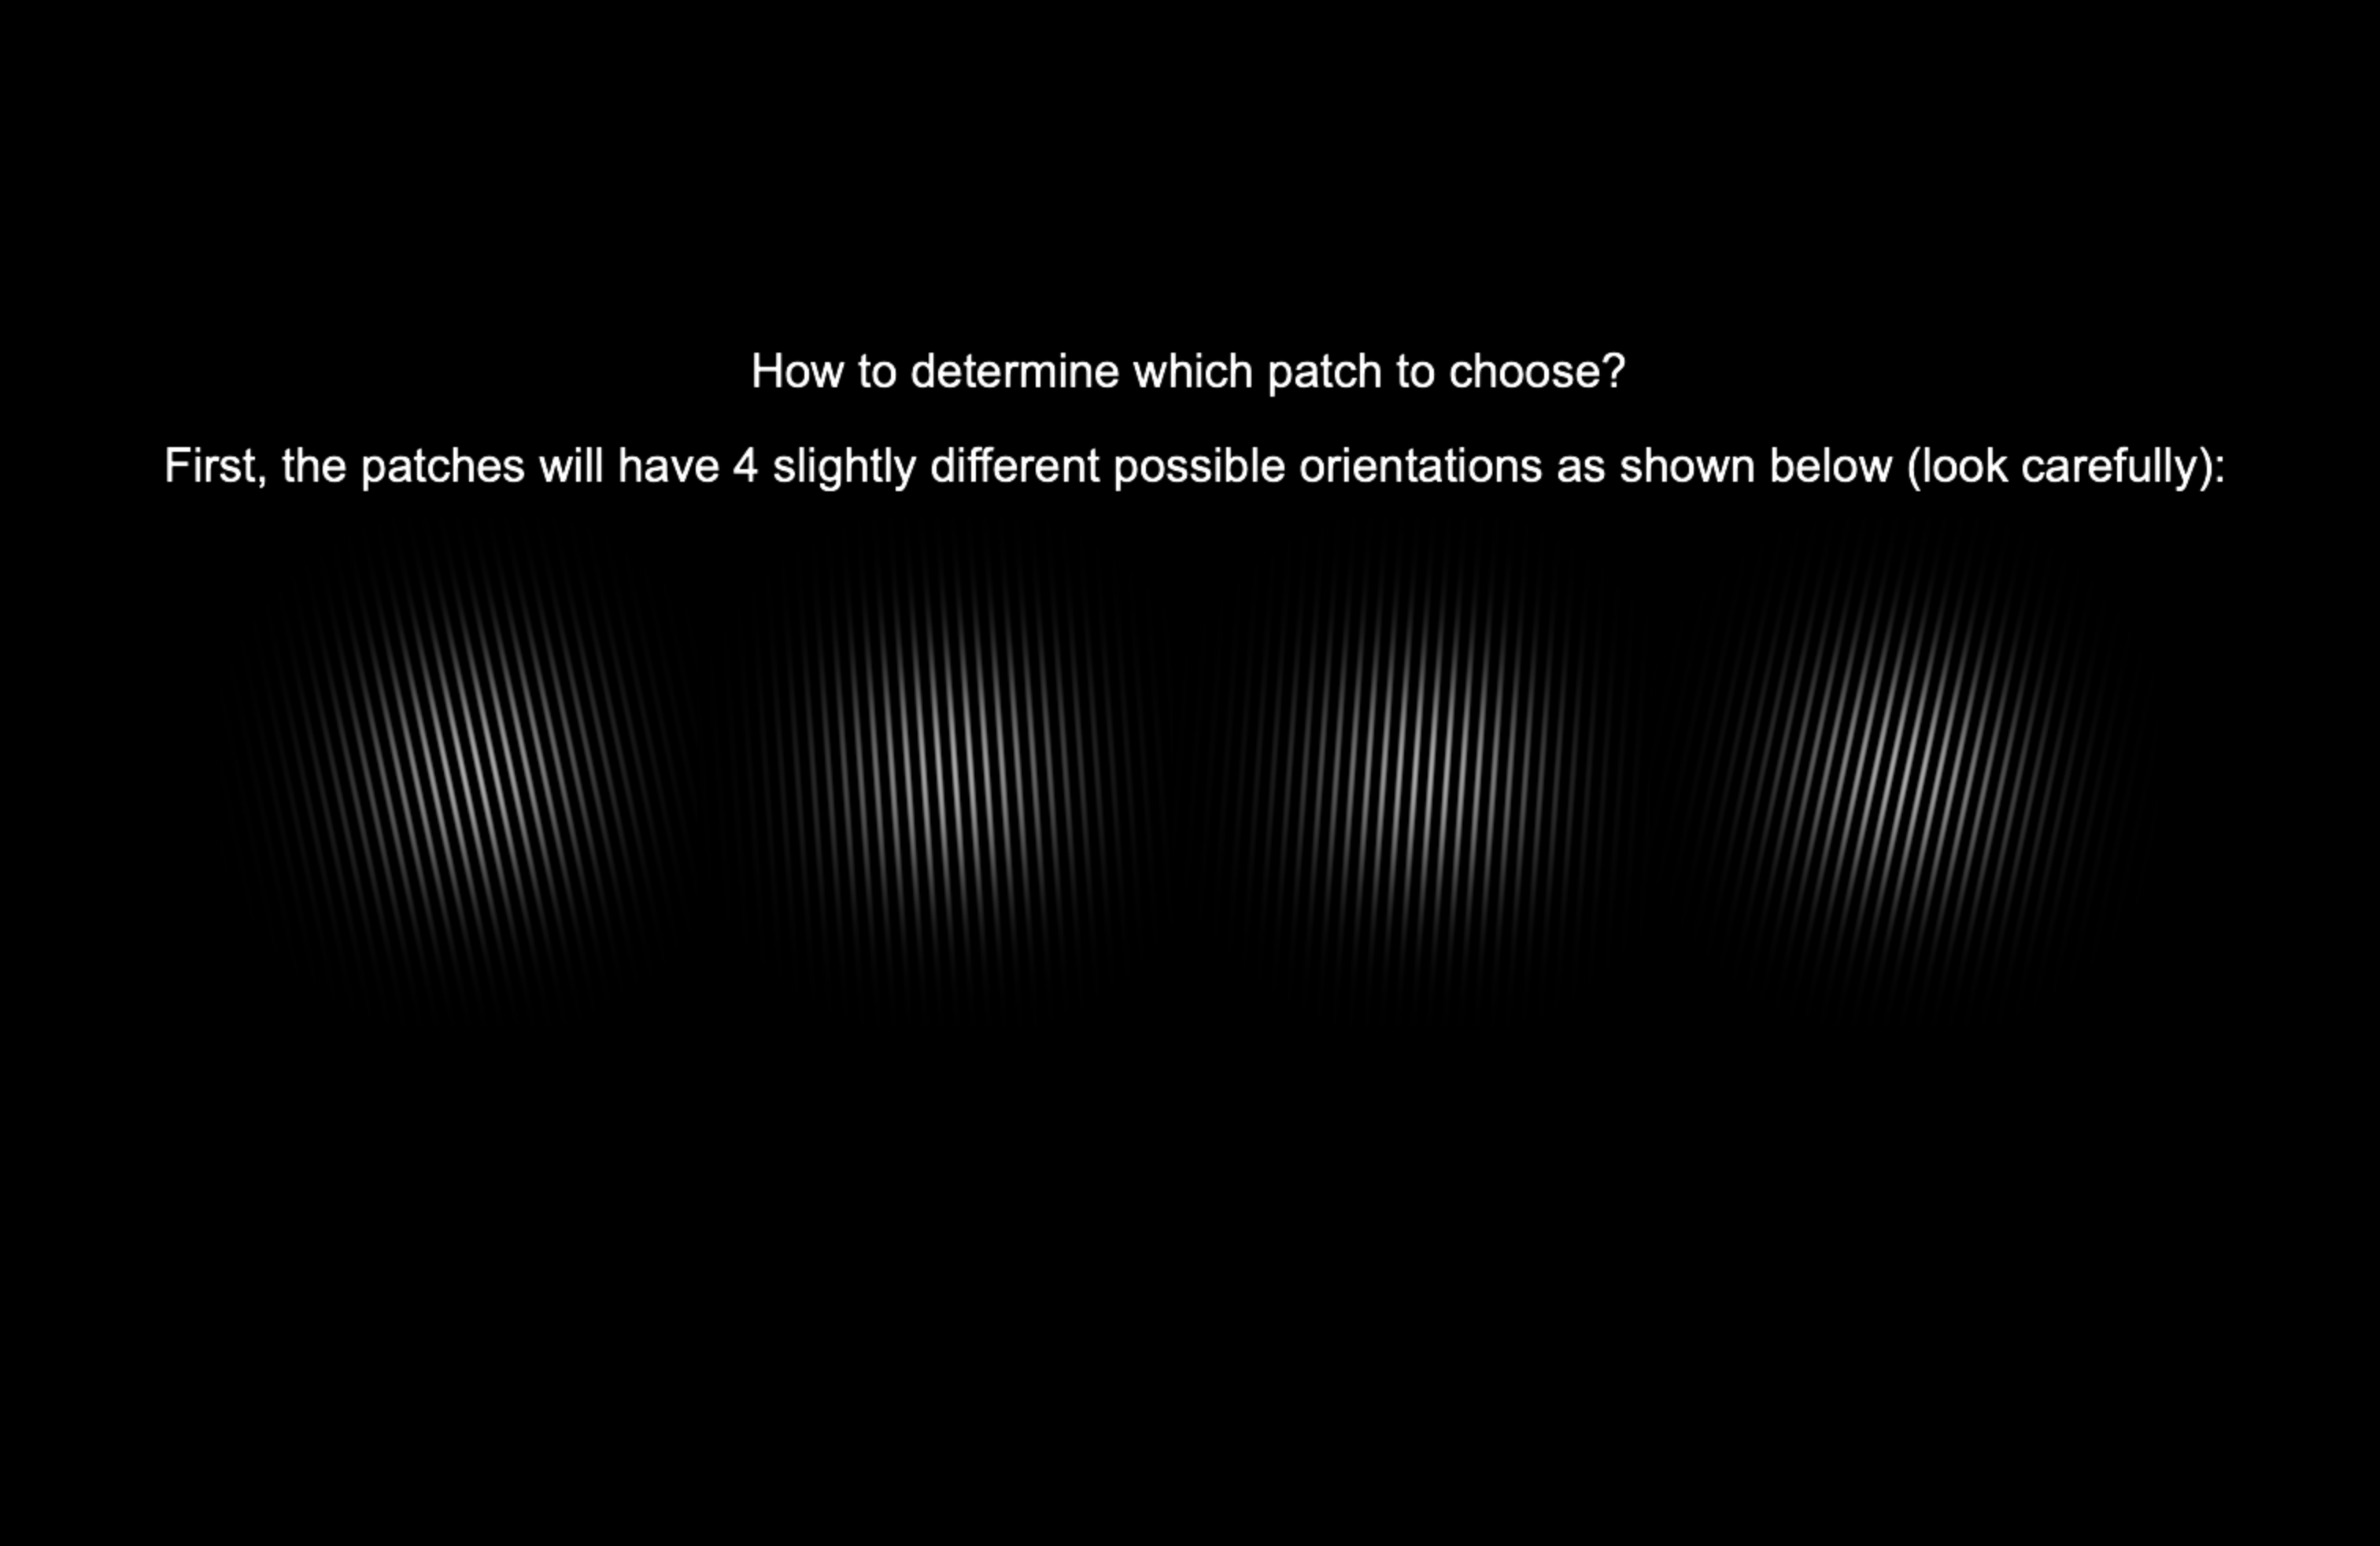 How to determine which patch to choose?
First, the patches will have 4 slightly different possible orientations as shown below (look carefully):